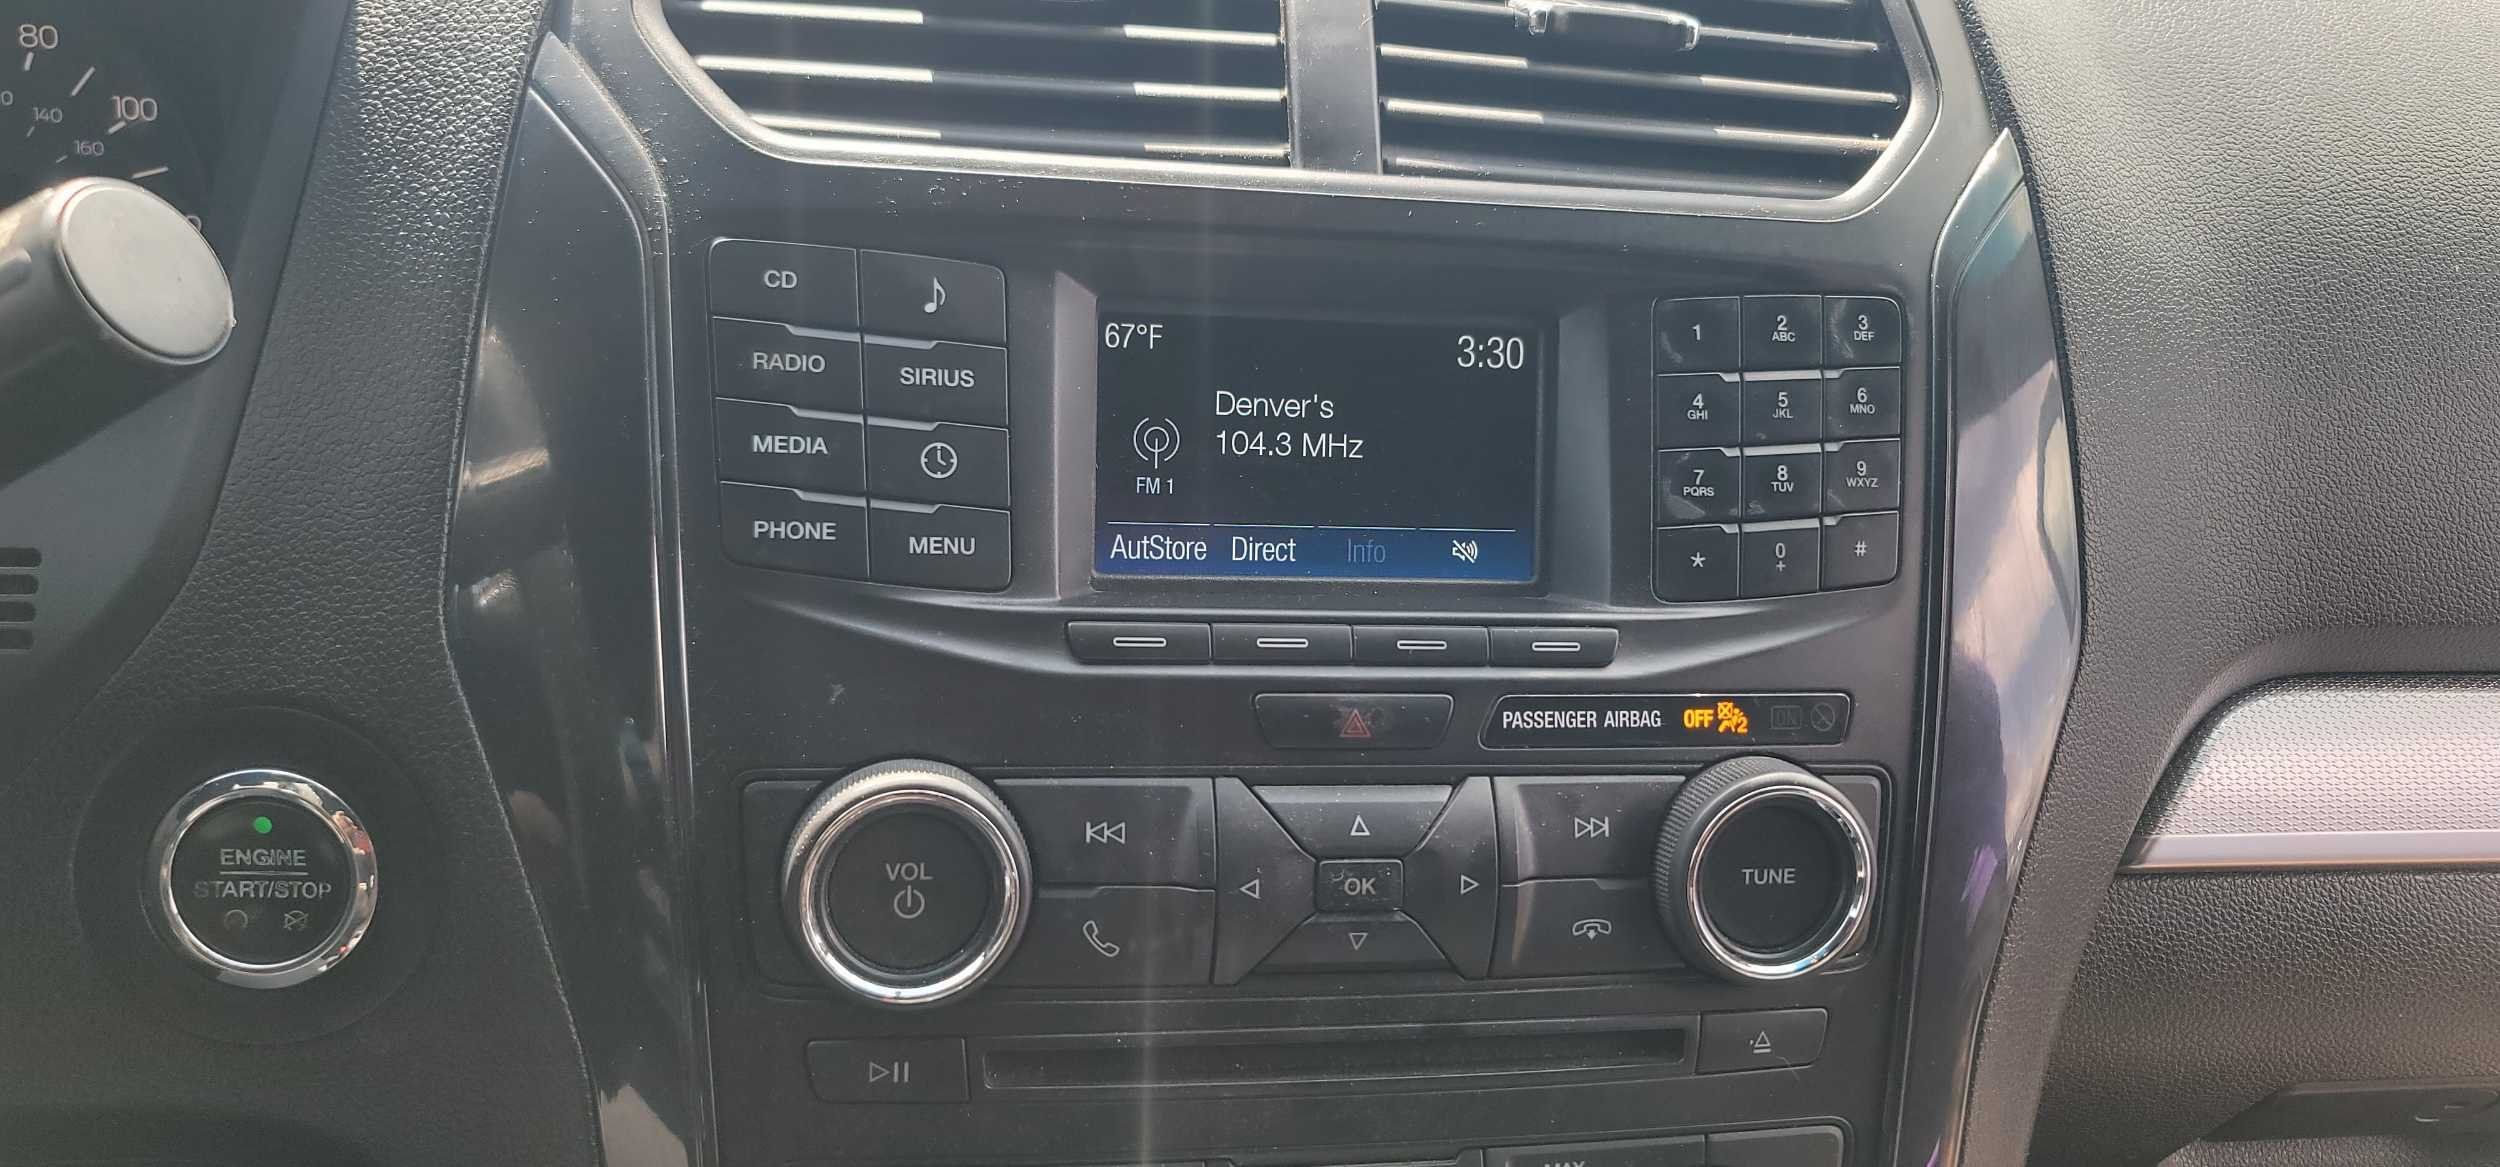 80
100
140
160
CD
RADIO
SIRIUS
MEDIA
PHONE
MENU
67°F
3:30
Denver's
104.3 MHz
FM 1
AutStore Direct Info
1
2 ABC
3 DEF
4 GHI
5 JKL
6 MNO
7 PQRS
8 TUV
9 WXYZ
*
0 +
#
PASSENGER AIRBAG OFF 2 ON
ENGINE
START/STOP
VOL
OK
TUNE
MAX